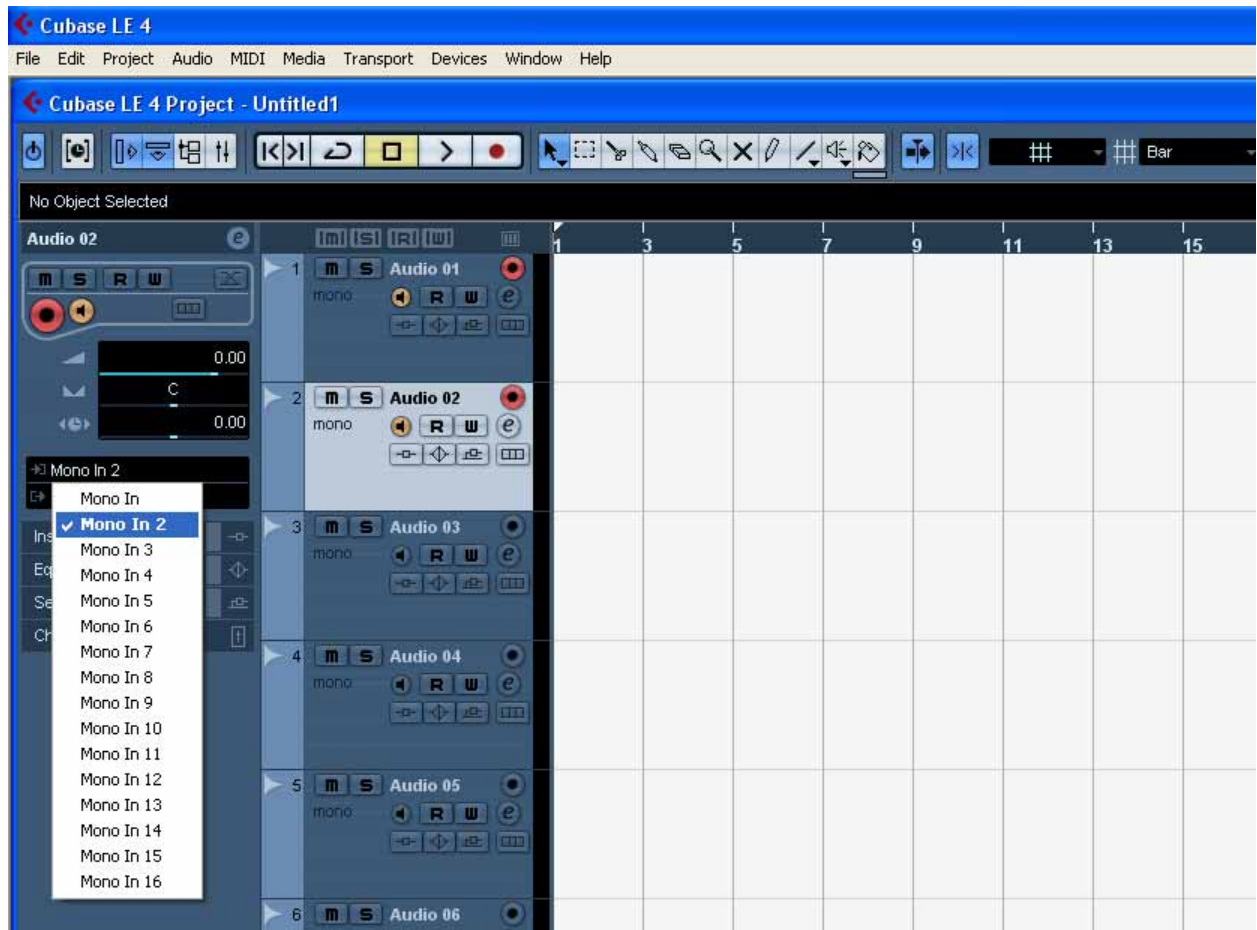 Cubase LE 4
File Edit Project Audio MIDI Media Transport Devices Window Help
Cubase LE 4 Project - Untitled1
Bar
No Object Selected
Audio 02 e
m S R W
1 3 5 7 9 11 13 15
m S R W
0.00
C
0.00
Mono In 2
Mono In
Mono In 2
Mono In 3
Mono In 4
Mono In 5
Mono In 6
Mono In 7
Mono In 8
Mono In 9
Mono In 10
Mono In 11
Mono In 12
Mono In 13
Mono In 14
Mono In 15
Mono In 16
Ins
Eq
Se
Ch
1 m S Audio 01
mono R W e
2 m S Audio 02
mono R W e
3 m S Audio 03
mono R W e
4 m S Audio 04
mono R W e
5 m S Audio 05
mono R W e
6 m S Audio 06